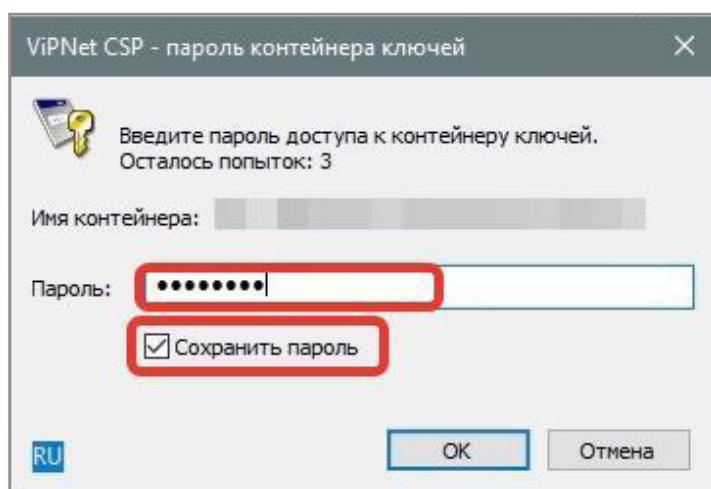 ViPNet CSP - пароль контейнера ключей
Введите пароль доступа к контейнеру ключей.
Осталось попыток: 3
Имя контейнера:
Пароль: ••••••••
Сохранить пароль
RU
OK
Отмена